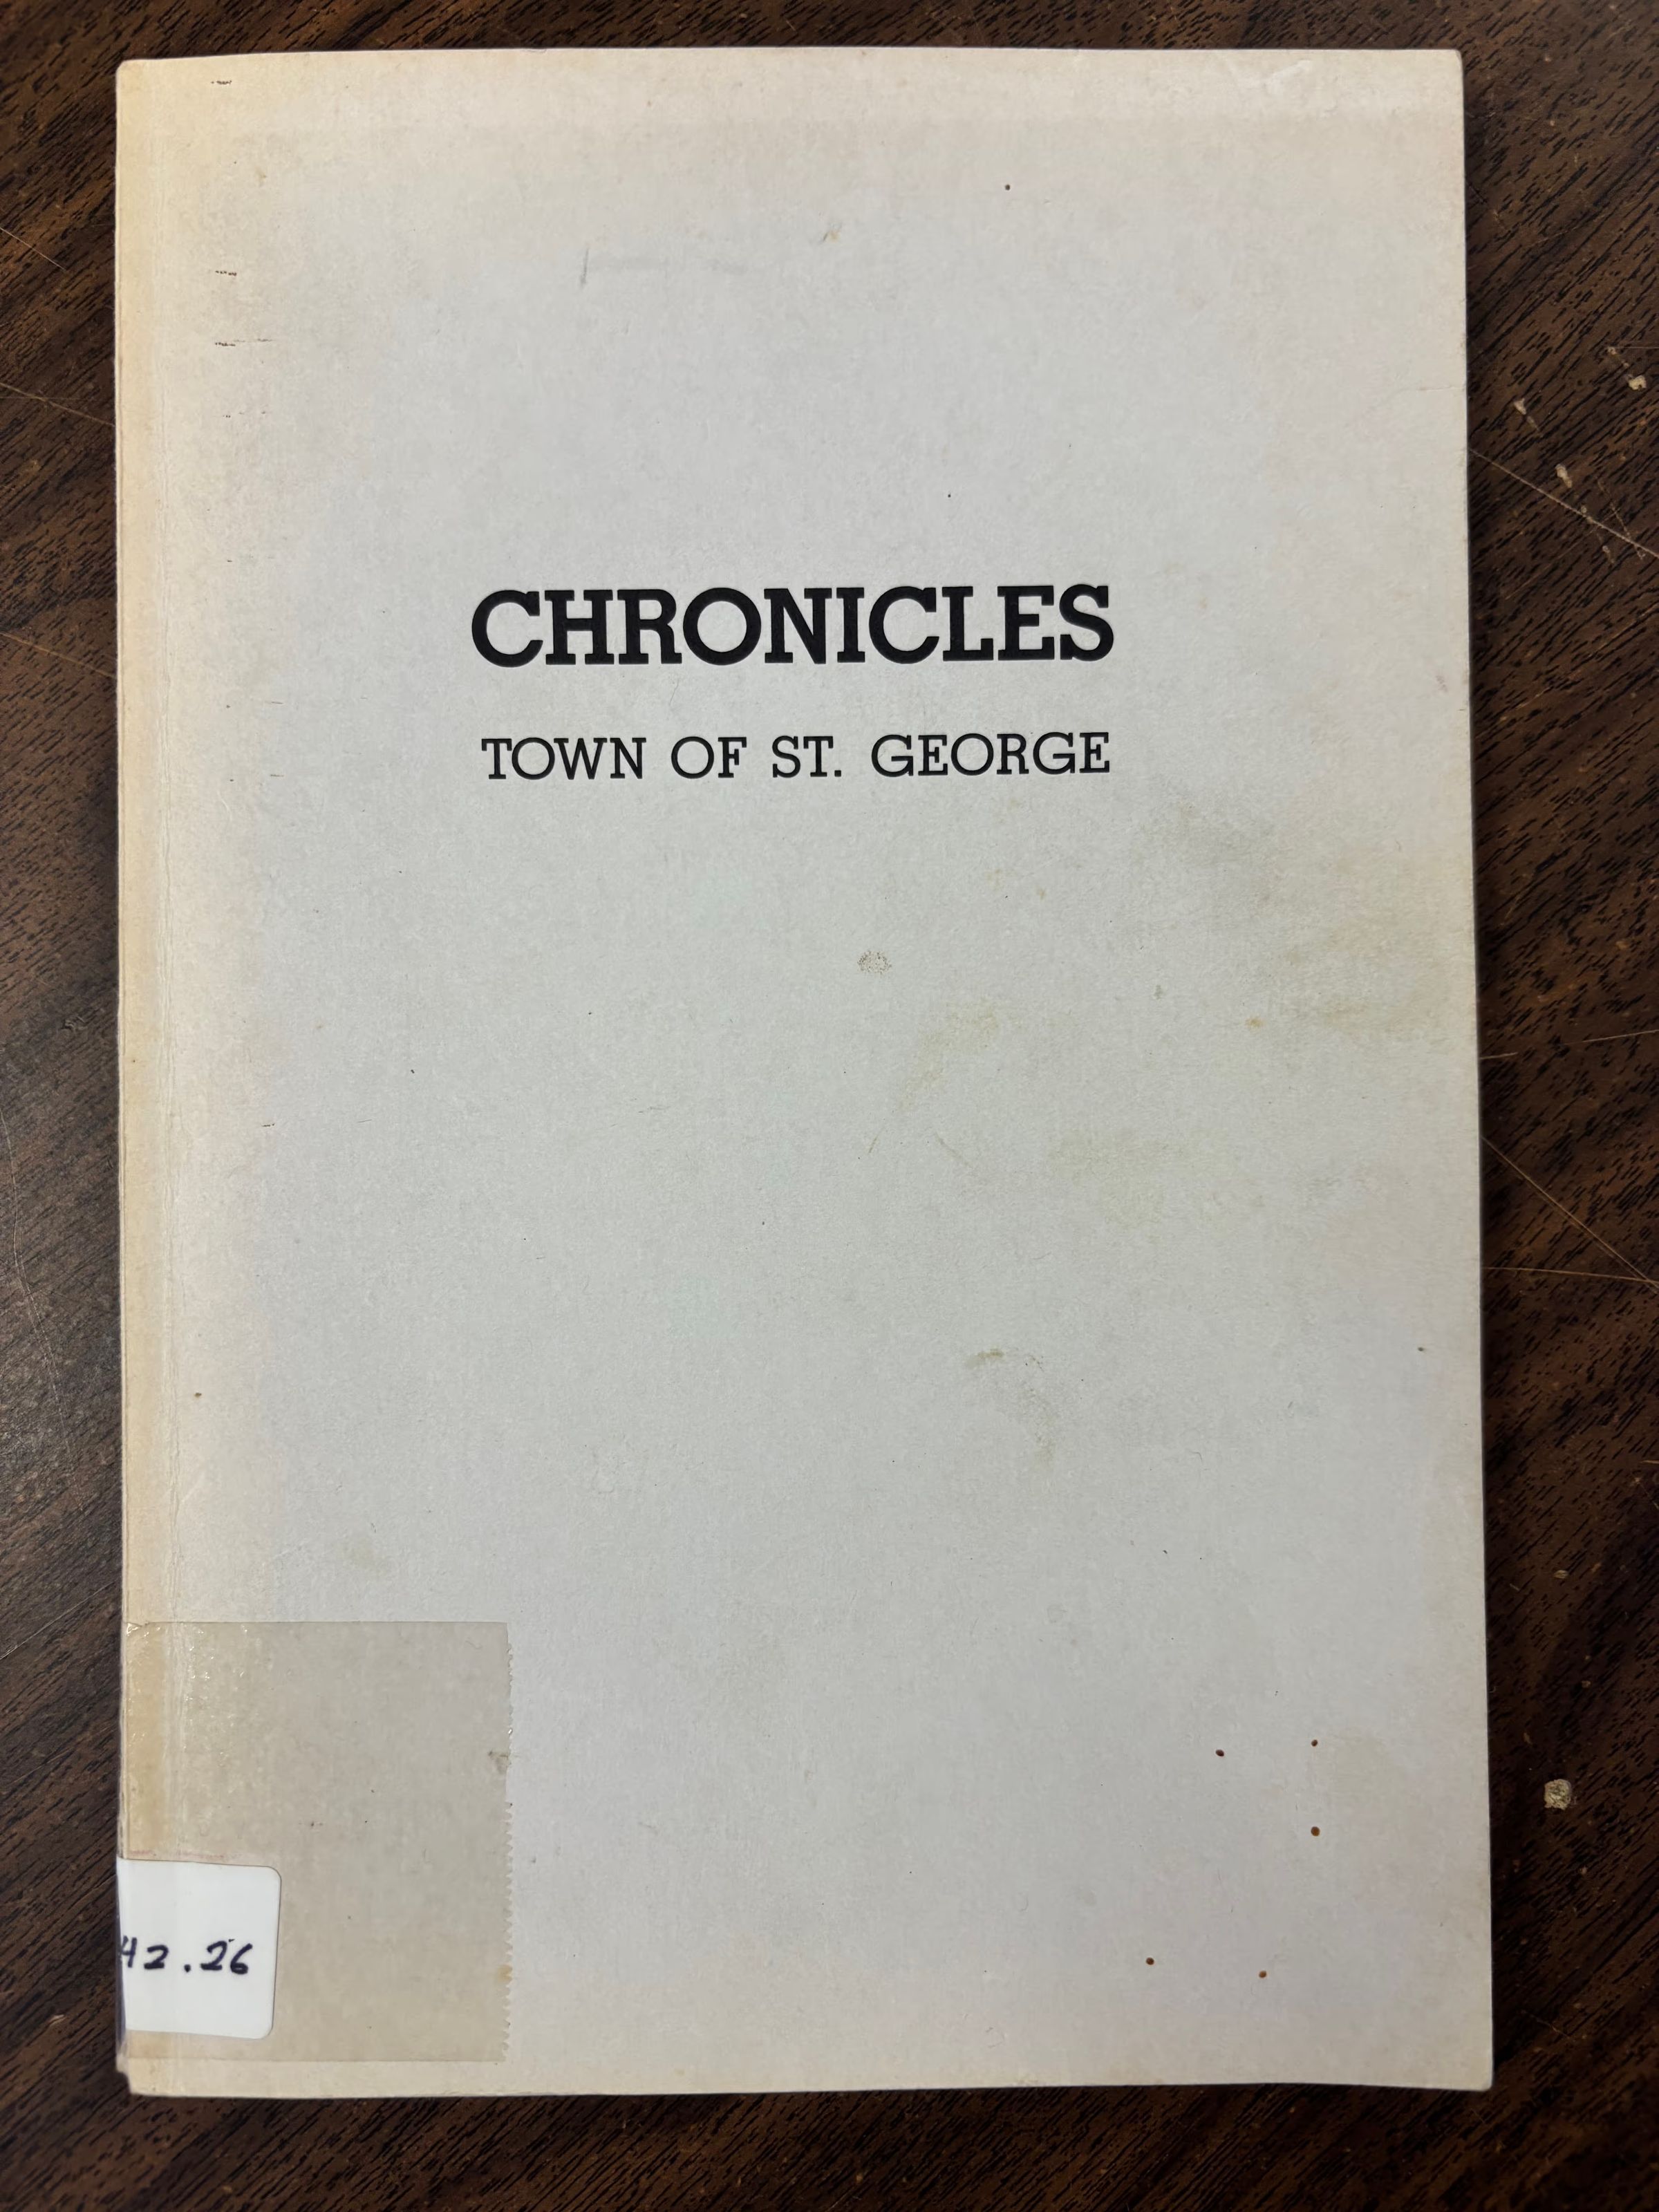 CHRONICLES
TOWN OF ST. GEORGE
42.26